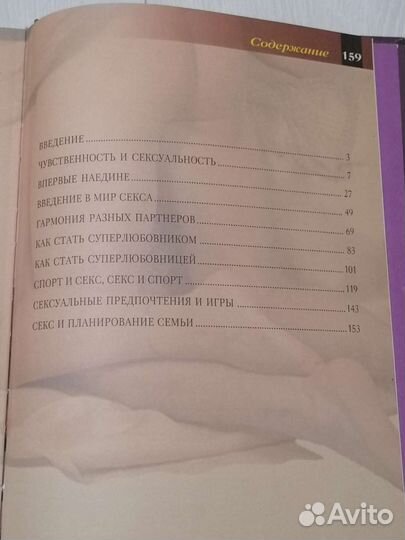 Содержание 159
ВВЕДЕНИЕ 3
ЧУВСТВЕННОСТЬ И СЕКСУАЛЬНОСТЬ 7
ВПЕРВЫЕ НАЕДИНЕ 27
ВВЕДЕНИЕ В МИР СЕКСА 49
ГАРМОНИЯ РАЗНЫХ ПАРТНЕРОВ 69
КАК СТАТЬ СУПЕРЛЮБОВНИКОМ 83
КАК СТАТЬ СУПЕРЛЮБОВНИЦЕЙ 101
СПОРТ И СЕКС, СЕКС И СПОРТ 119
СЕКСУАЛЬНЫЕ ПРЕДПОЧТЕНИЯ И ИГРЫ 143
СЕКС И ПЛАНИРОВАНИЕ СЕМЬИ 153
Avito